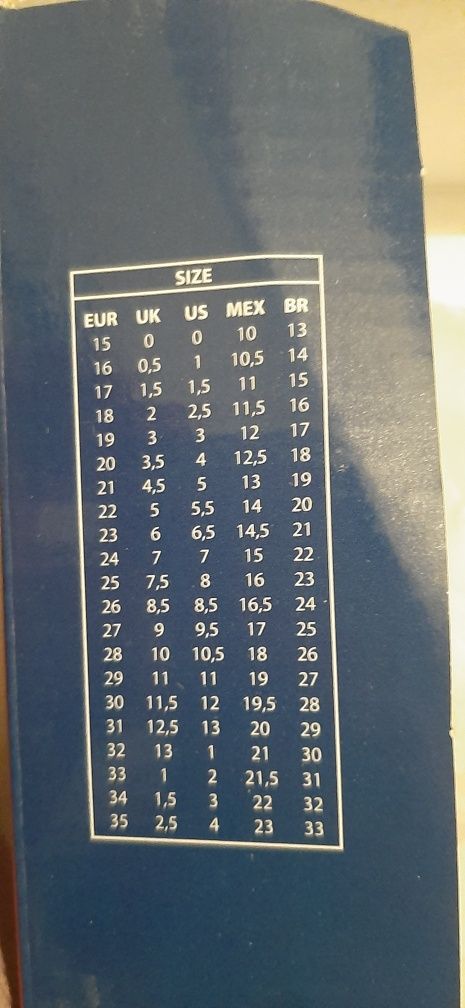 SIZE
EUR UK US MEX BR
15 0 0 10 13
16 0,5 1 10,5 14
17 1,5 1,5 11 15
18 2 2,5 11,5 16
19 3 3 12 17
20 3,5 4 12,5 18
21 4,5 5 13 19
22 5 5,5 14 20
23 6 6,5 14,5 21
24 7 7 15 22
25 7,5 8 16 23
26 8,5 8,5 16,5 24
27 9 9,5 17 25
28 10 10,5 18 26
29 11 11 19 27
30 11,5 12 19,5 28
31 12,5 13 20 29
32 13 1 21 30
33 1 2 21,5 31
34 1,5 3 22 32
35 2,5 4 23 33